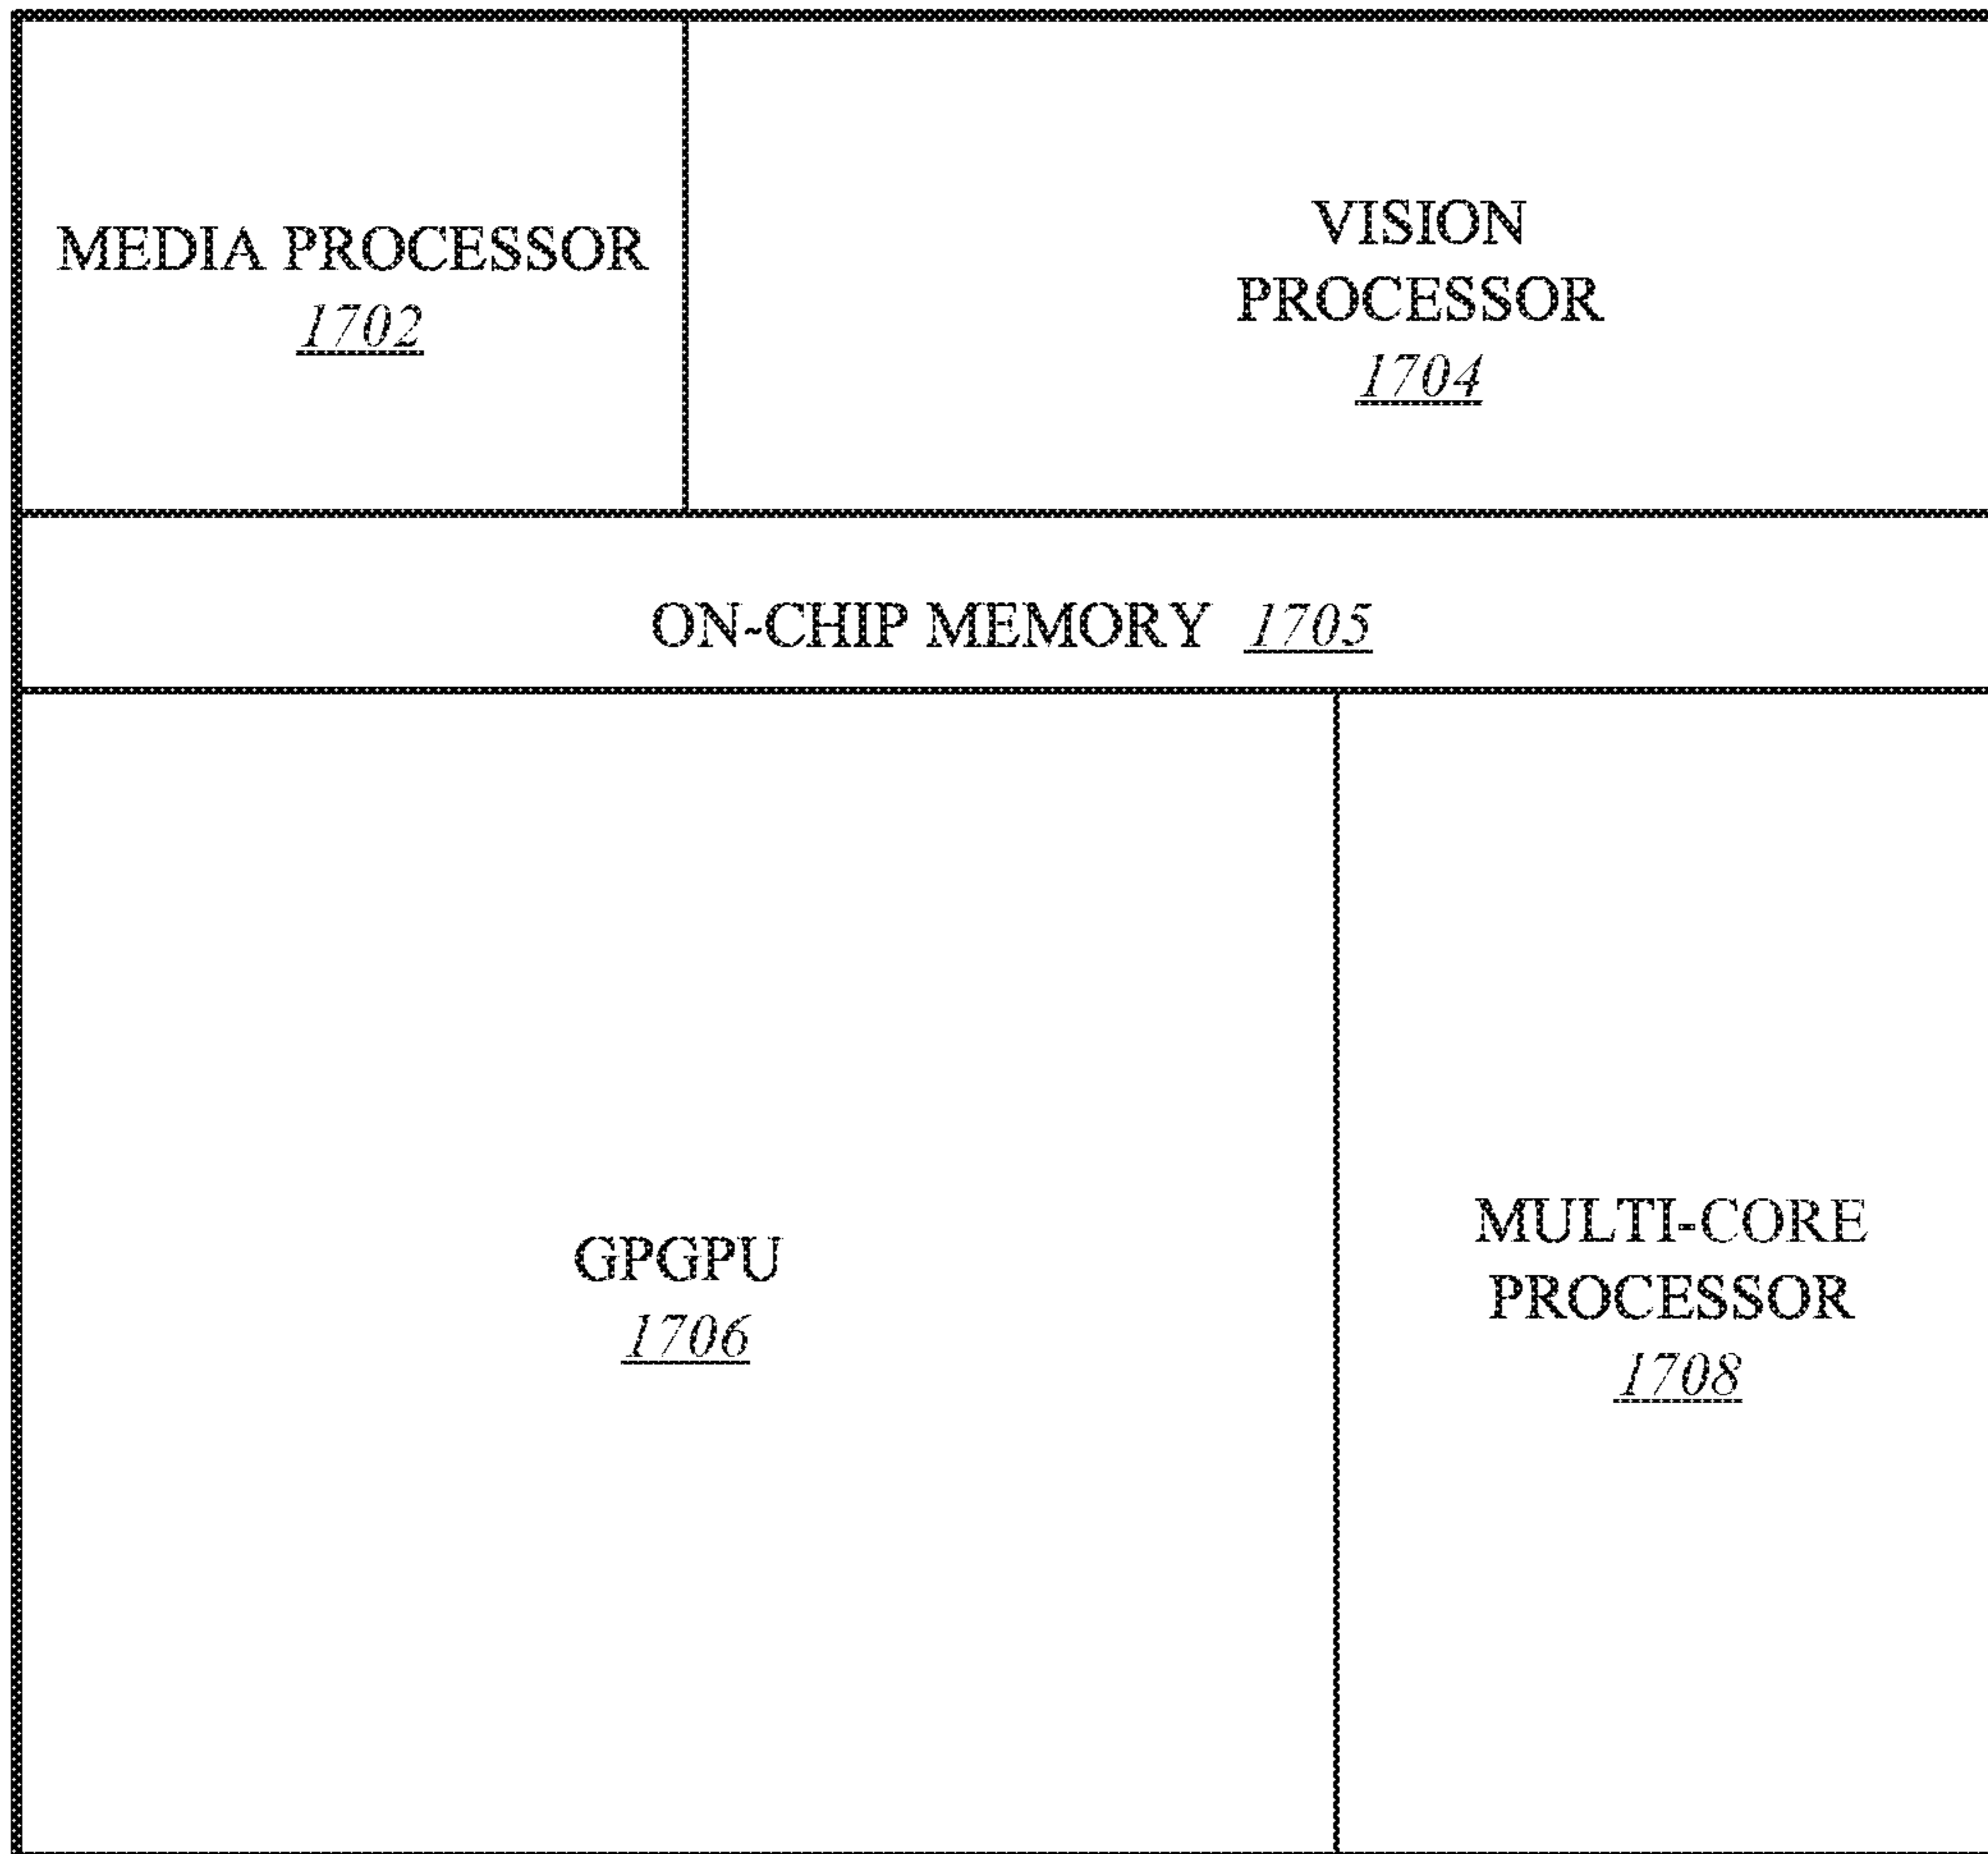 MEDIA PROCESSOR
1702
VISION
PROCESSOR
1704
ON-CHIP MEMORY 1705
GPGPU
1706
MULTI-CORE
PROCESSOR
1708